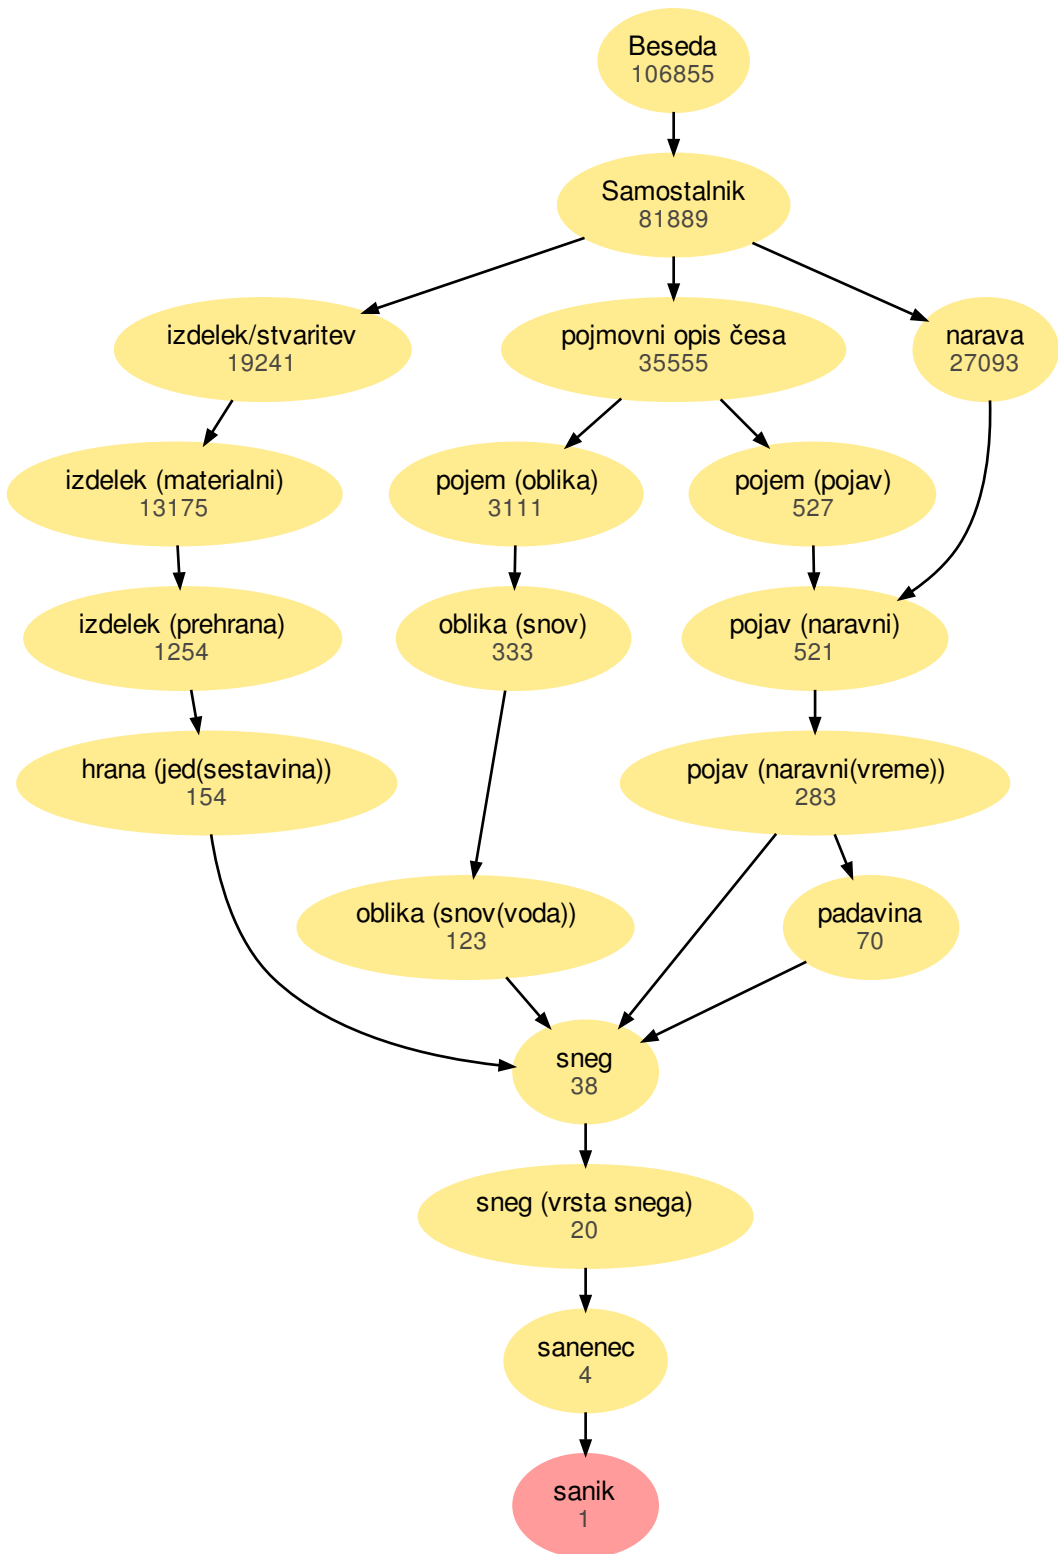 Beseda
106855
Samostalnik
81889
izdelek/stvaritev
19241
pojmovni opis česa
35555
narava
27093
izdelek (materialni)
13175
pojem (oblika)
3111
pojem (pojav)
527
izdelek (prehrana)
1254
oblika (snov)
333
pojav (naravni)
521
hrana (jed(sestavina))
154
pojav (naravni(vreme))
283
oblika (snov(voda))
123
padavina
70
sneg
38
sneg (vrsta snega)
20
sanenec
4
sanik
1